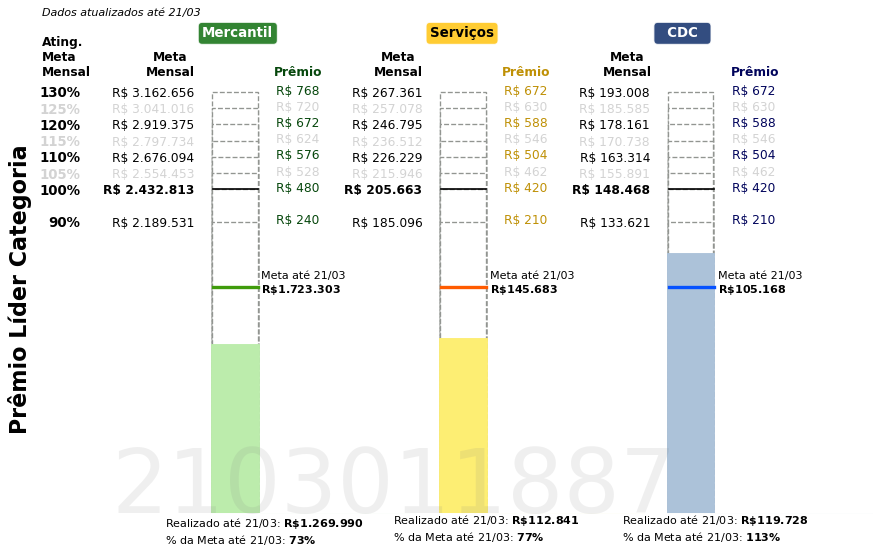 Dados atualizados até 21/03
Mercantil
Serviços
CDC
Ating.
Meta
Mensal
Meta
Mensal
Prêmio
Meta
Mensal
Prêmio
Meta
Mensal
Prêmio
130% R$ 3.162.656 R$ 768 R$ 267.361 R$ 672 R$ 193.008 R$ 672
125% R$ 3.041.016 R$ 720 R$ 257.078 R$ 630 R$ 185.585 R$ 630
120% R$ 2.919.375 R$ 672 R$ 246.795 R$ 588 R$ 178.161 R$ 588
115% R$ 2.797.734 R$ 624 R$ 236.512 R$ 546 R$ 170.738 R$ 546
110% R$ 2.676.094 R$ 576 R$ 226.229 R$ 504 R$ 163.314 R$ 504
105% R$ 2.554.453 R$ 528 R$ 215.946 R$ 462 R$ 155.891 R$ 462
100% R$ 2.432.813 R$ 480 R$ 205.663 R$ 420 R$ 148.468 R$ 420
90% R$ 2.189.531 R$ 240 R$ 185.096 R$ 210 R$ 133.621 R$ 210
Meta até 21/03
R$1.723.303
Meta até 21/03
R$145.683
Meta até 21/03
R$105.168
Prêmio Líder Categoria
2103011887
Realizado até 21/03: R$1.269.990
% da Meta até 21/03: 73%
Realizado até 21/03: R$112.841
% da Meta até 21/03: 77%
Realizado até 21/03: R$119.728
% da Meta até 21/03: 113%